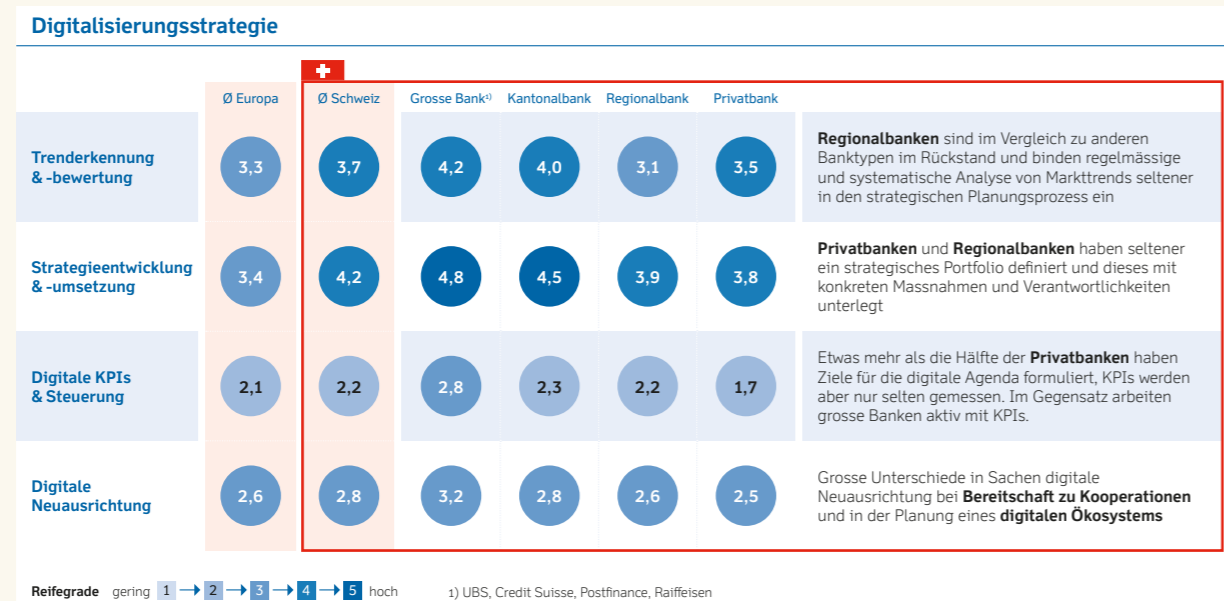 Digitalisierungsstrategie
Ø Europa Ø Schweiz Grosse Bank¹⁾ Kantonalbank Regionalbank Privatbank
Trenderkennung
& -bewertung
3,3 3,7 4,2 4,0 3,1 3,5
Regionalbanken sind im Vergleich zu anderen
Banktypen im Rückstand und binden regelmässige
und systematische Analyse von Markttrends seltener
in den strategischen Planungsprozess ein
Strategieentwicklung
& -umsetzung
3,4 4,2 4,8 4,5 3,9 3,8
Privatbanken und Regionalbanken haben seltener
ein strategisches Portfolio definiert und dieses mit
konkreten Massnahmen und Verantwortlichkeiten
unterlegt
Digitale KPIs
& Steuerung
2,1 2,2 2,8 2,3 2,2 1,7
Etwas mehr als die Hälfte der Privatbanken haben
Ziele für die digitale Agenda formuliert, KPIs werden
aber nur selten gemessen. Im Gegensatz arbeiten
grosse Banken aktiv mit KPIs.
Digitale
Neuausrichtung
2,6 2,8 3,2 2,8 2,6 2,5
Grosse Unterschiede in Sachen digitale
Neuausrichtung bei Bereitschaft zu Kooperationen
und in der Planung eines digitalen Ökosystems
Reifegrade gering 1 → 2 → 3 → 4 → 5 hoch 1) UBS, Credit Suisse, Postfinance, Raiffeisen